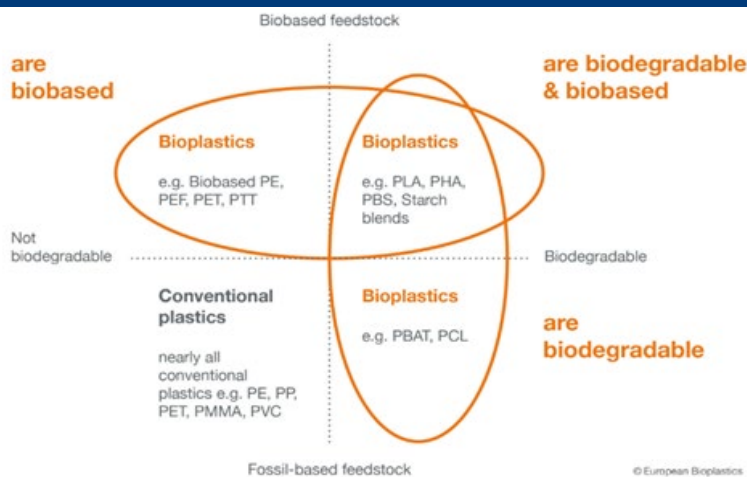 Biobased feedstock
are
biobased
are biodegradable
& biobased
Bioplastics
e.g. Biobased PE,
PEF, PET, PTT
Bioplastics
e.g. PLA, PHA,
PBS, Starch
blends
Not
biodegradable
Biodegradable
Conventional
plastics
nearly all
conventional
plastics e.g. PE, PP,
PET, PMMA, PVC
Bioplastics
e.g. PBAT, PCL
are
biodegradable
Fossil-based feedstock
© European Bioplastics